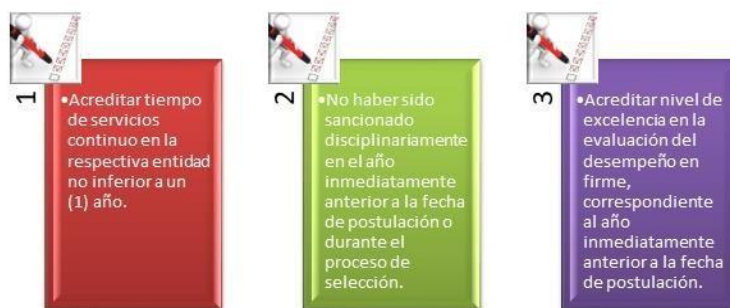 1
•Acreditar tiempo
de servicios
continuo en la
respectiva entidad
no inferior a un
(1) año.
2
•No haber sido
sancionado
disciplinariamente
en el año
inmediatamente
anterior a la fecha
de postulación o
durante el
proceso de
selección.
3
•Acreditar nivel de
excelencia en la
evaluación del
desempeño en
firme,
correspondiente
al año
inmediatamente
anterior a la fecha
de postulación.